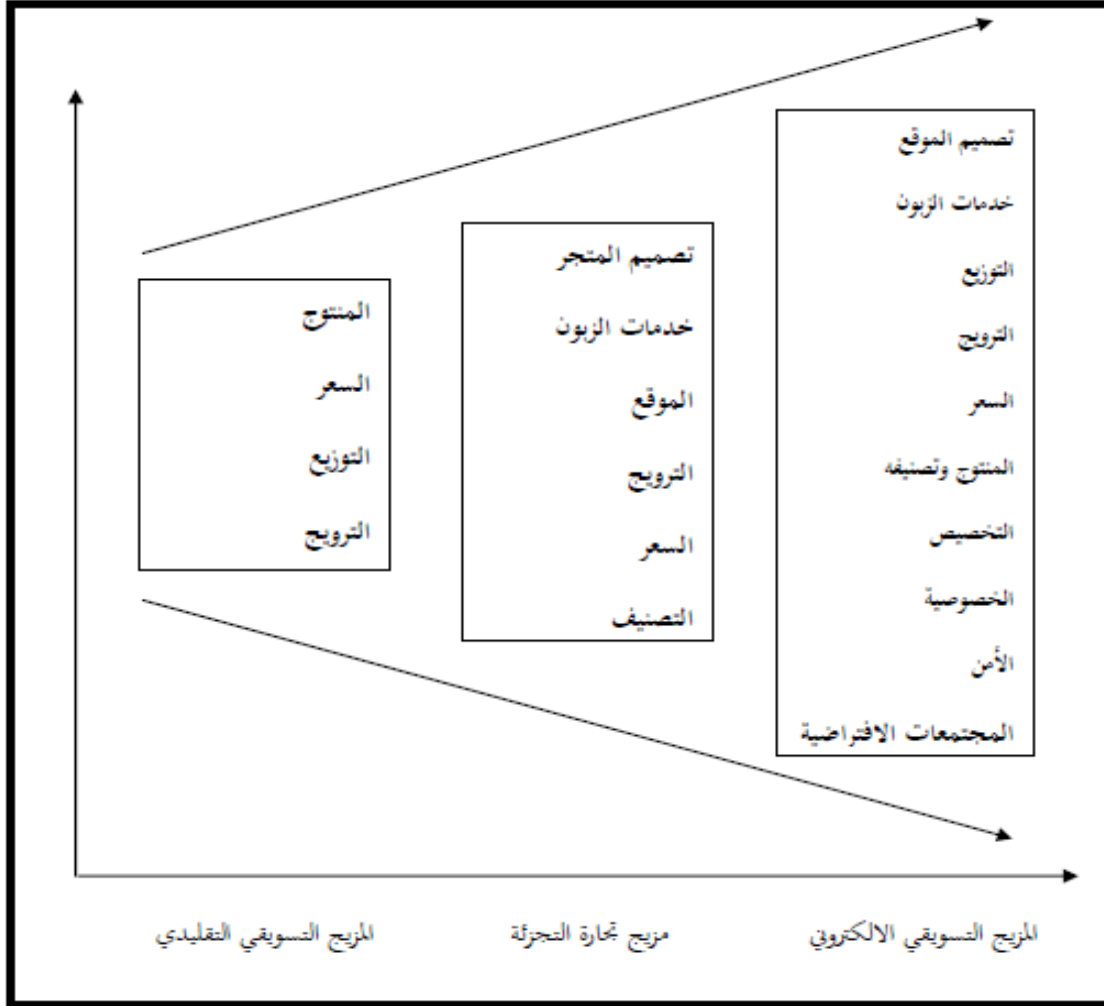 المنتوج
السعر
التوزيع
الترويج
تصميم المتجر
خدمات الزبون
الموقع
الترويج
السعر
التصنيف
تصميم الموقع
خدمات الزبون
التوزيع
الترويج
السعر
المنتوج وتصنيفه
التخصيص
الخصوصية
الأمن
المجتمعات الافتراضية
المزيج التسويقي التقليدي
مزيج تجارة التجزئة
المزيج التسويقي الالكتروني